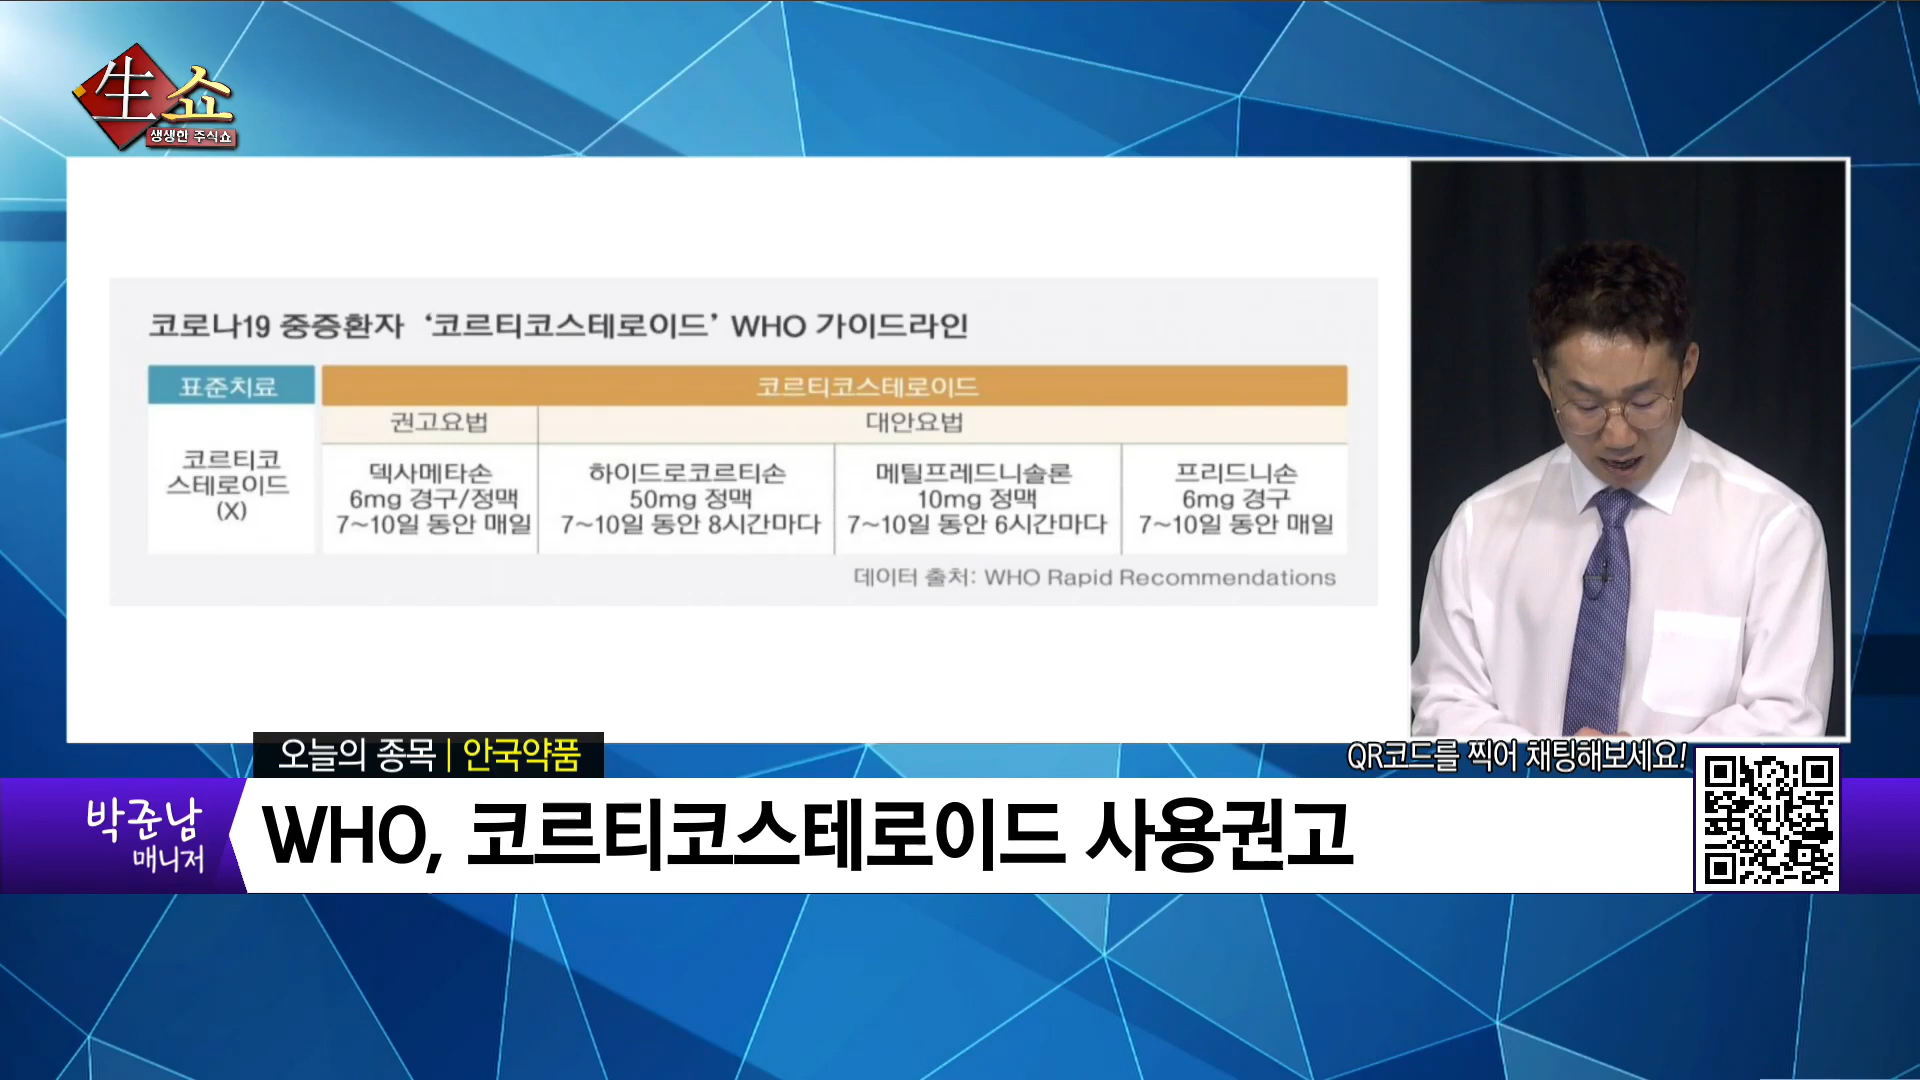 生쇼
생생한 주식쇼
코로나19 중증환자 ‘코르티코스테로이드’ WHO 가이드라인
표준치료
코르티코스테로이드
권고요법
대안요법
코르티코
스테로이드
(X)
덱사메타손
6mg 경구/정맥
7~10일 동안 매일
하이드로코르티손
50mg 정맥
7~10일 동안 8시간마다
메틸프레드니솔론
10mg 정맥
7~10일 동안 6시간마다
프리드니손
6mg 경구
7~10일 동안 매일
데이터 출처: WHO Rapid Recommendations
오늘의 종목 | 안국약품
QR코드를 찍어 채팅해보세요!
박준남
매니저
WHO, 코르티코스테로이드 사용권고